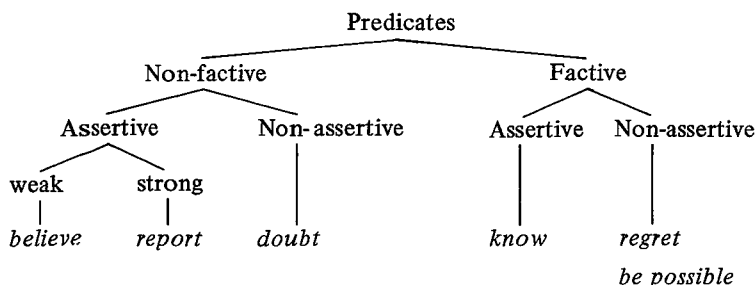 Predicates
Non-factive Factive
Assertive Non-assertive Assertive Non-assertive
weak strong
believe report doubt know regret
be possible